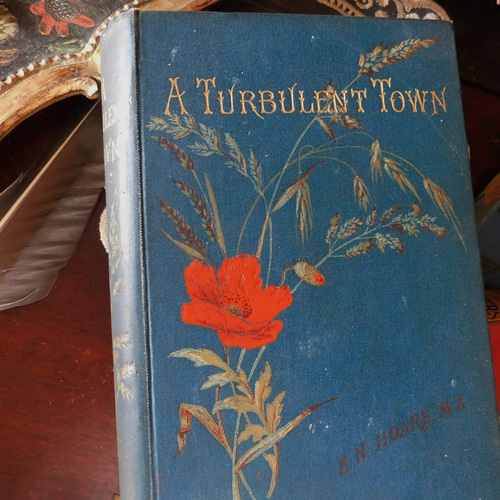 A TURBULENT TOWN
E. N. HOARE, M.A.